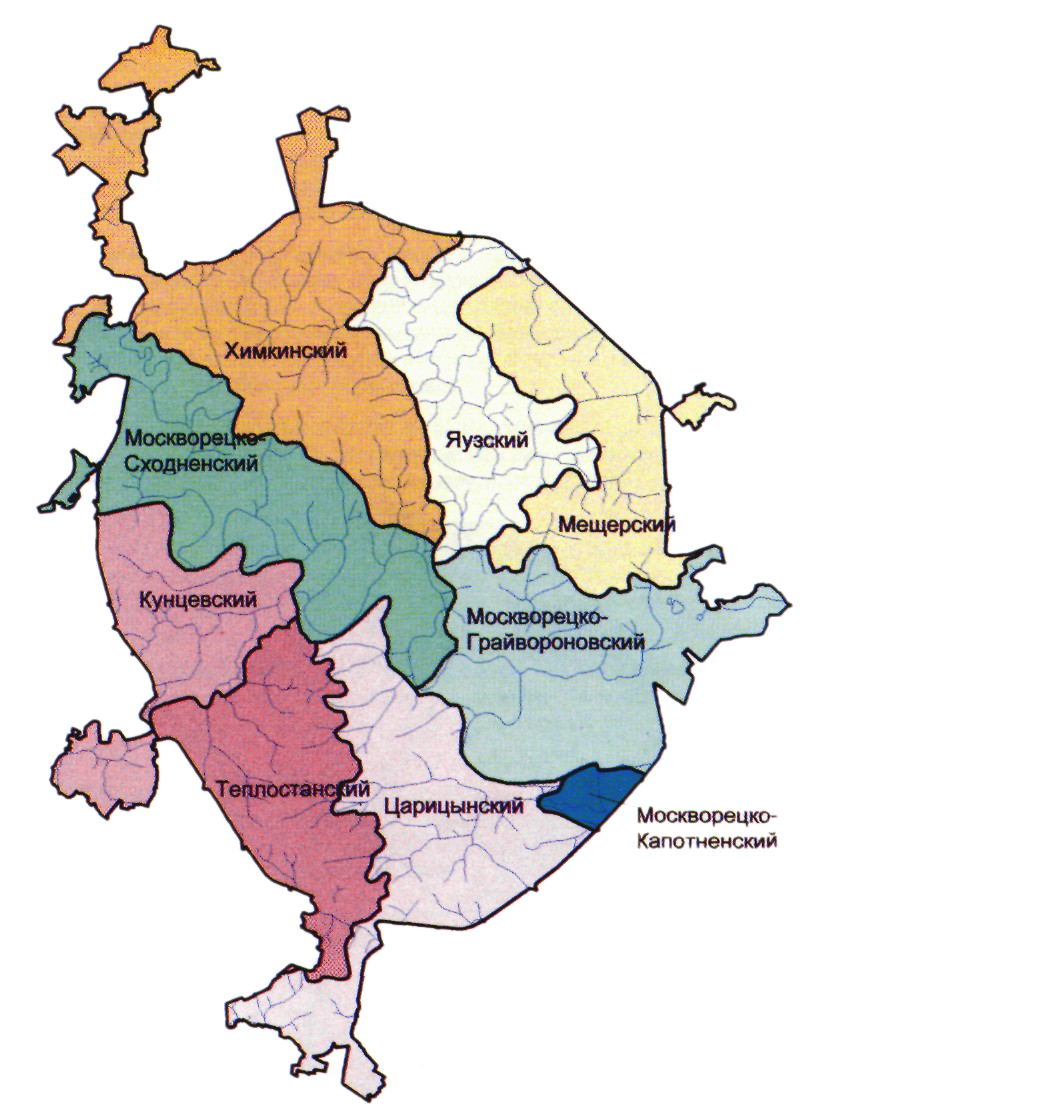 Химкинский
Москворецко-
Сходненский
Яузский
Мещерский
Кунцевский
Москворецко-
Грайвороновский
Теплостанский
Царицынский
Москворецко-
Капотненский